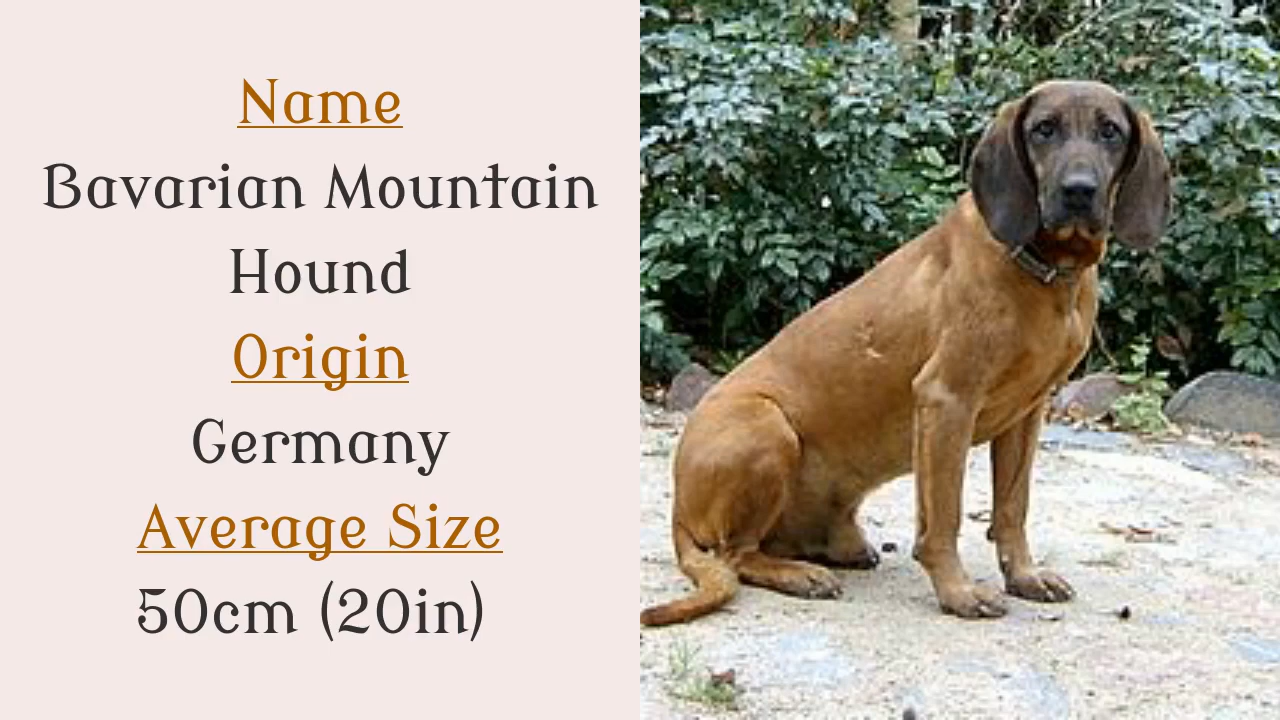 Name
Bavarian Mountain
Hound
Origin
Germany
Average Size
50cm (20in)